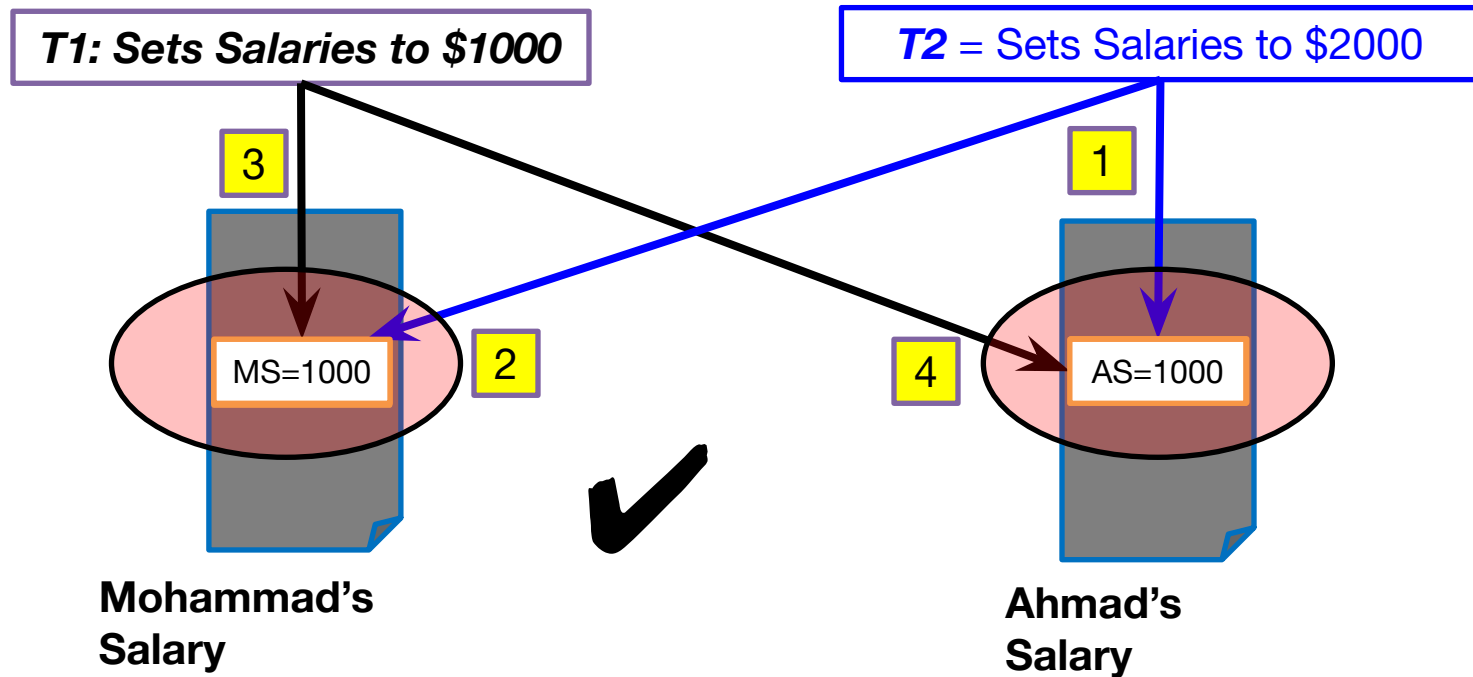 T1: Sets Salaries to $1000
T2 = Sets Salaries to $2000
3
1
MS=1000
2
4
AS=1000
Mohammad’s
Salary
Ahmad’s
Salary